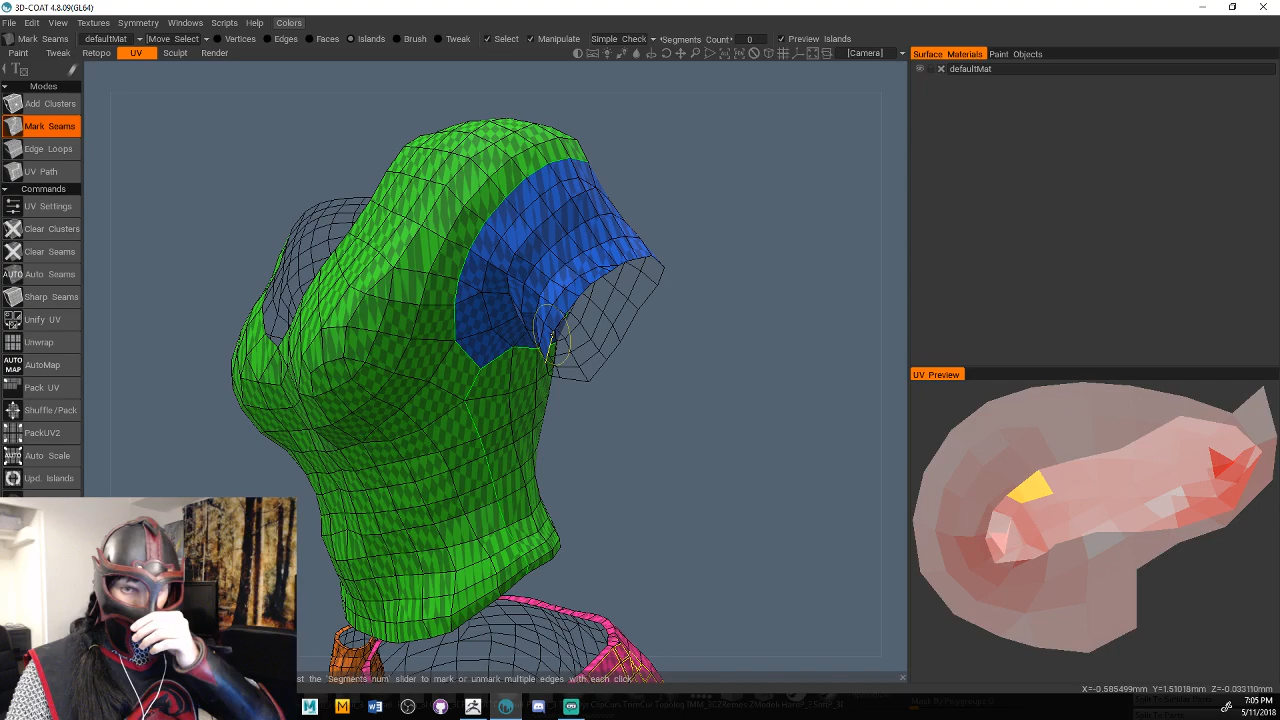 3D-COAT 4.8.09(GL64)
File Edit View Textures Symmetry Windows Scripts Help Colors
Mark Seams defaultMat [Move Select Vertices Edges Faces Islands Brush Tweak Select Manipulate Simple Check Segments Count 0 Preview Islands
Paint Tweak Retopo UV Sculpt Render [Camera] Surface Materials Paint Objects
defaultMat
Modes
Add Clusters
Mark Seams
Edge Loops
UV Path
Commands
UV Settings
Clear Clusters
Clear Seams
AUTO Auto Seams
Sharp Seams
Unify UV
Unwrap
AUTO MAP AutoMap
UV Preview
Pack UV
Shuffle/Pack
PackUV2
AUTO Auto Scale
Upd. Islands
st the 'Segments num' slider to mark or unmark multiple edges with each click
X=-0.585499mm Y=1.51018mm Z=-0.033110mm
7:05 PM
5/11/2018